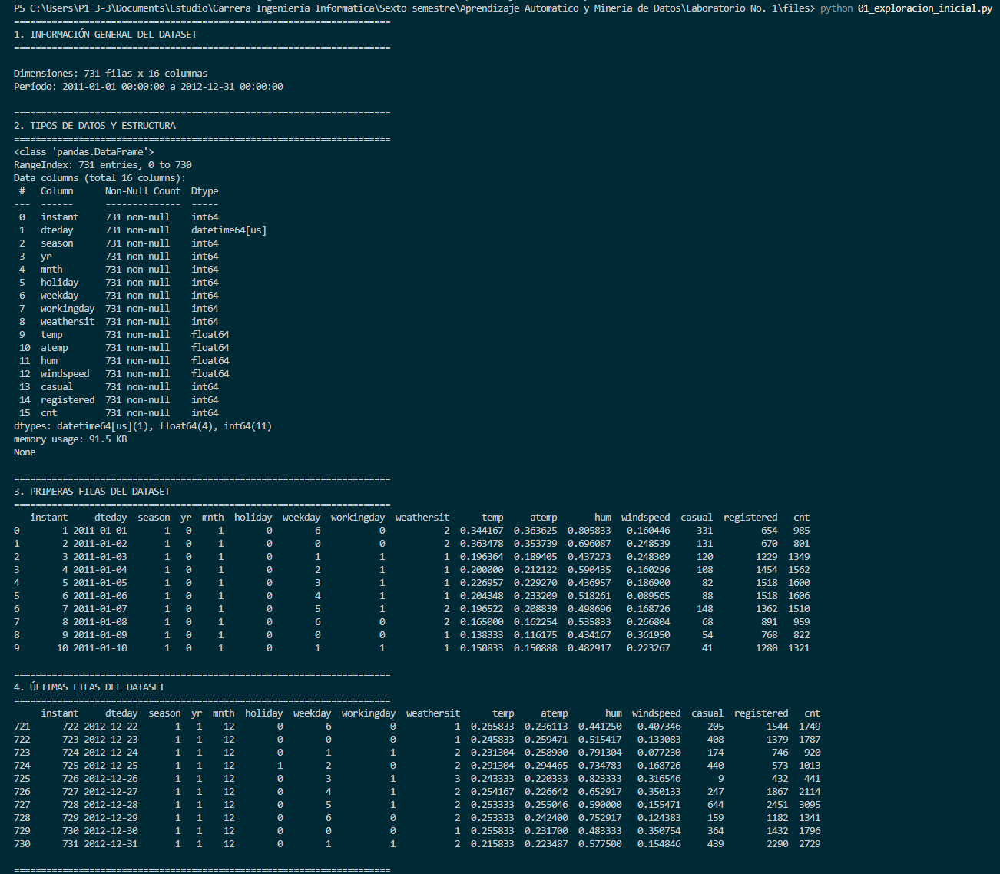 PS C:\Users\P1 3-3\Documents\Estudio\Carrera Ingeniería Informatica\Sexto semestre\Aprendizaje Automatico y Mineria de Datos\Laboratorio No. 1\files> python 01_exploracion_inicial.py
======================================================================
1. INFORMACIÓN GENERAL DEL DATASET
======================================================================
Dimensiones: 731 filas x 16 columnas
Período: 2011-01-01 00:00:00 a 2012-12-31 00:00:00
======================================================================
2. TIPOS DE DATOS Y ESTRUCTURA
======================================================================
<class 'pandas.DataFrame'>
RangeIndex: 731 entries, 0 to 730
Data columns (total 16 columns):
 #   Column      Non-Null Count  Dtype
---  ------      --------------  -----
 0   instant     731 non-null    int64
 1   dteday      731 non-null    datetime64[us]
 2   season      731 non-null    int64
 3   yr          731 non-null    int64
 4   mnth        731 non-null    int64
 5   holiday     731 non-null    int64
 6   weekday     731 non-null    int64
 7   workingday  731 non-null    int64
 8   weathersit  731 non-null    int64
 9   temp        731 non-null    float64
 10  atemp       731 non-null    float64
 11  hum         731 non-null    float64
 12  windspeed   731 non-null    float64
 13  casual      731 non-null    int64
 14  registered  731 non-null    int64
 15  cnt         731 non-null    int64
dtypes: datetime64[us](1), float64(4), int64(11)
memory usage: 91.5 KB
None
======================================================================
3. PRIMERAS FILAS DEL DATASET
======================================================================
   instant     dteday  season  yr  mnth  holiday  weekday  workingday  weathersit      temp     atemp       hum  windspeed  casual  registered   cnt
0        1 2011-01-01       1   0     1        0        6           0           2  0.344167  0.363625  0.805833   0.160446     331         654   985
1        2 2011-01-02       1   0     1        0        0           0           2  0.363478  0.353739  0.696087   0.248539     131         670   801
2        3 2011-01-03       1   0     1        0        1           1           1  0.196364  0.189405  0.437273   0.248309     120        1229  1349
3        4 2011-01-04       1   0     1        0        2           1           1  0.200000  0.212122  0.590435   0.160296     108        1454  1562
4        5 2011-01-05       1   0     1        0        3           1           1  0.226957  0.229270  0.436957   0.186900      82        1518  1600
5        6 2011-01-06       1   0     1        0        4           1           1  0.204348  0.233209  0.518261   0.089565      88        1518  1606
6        7 2011-01-07       1   0     1        0        5           1           2  0.196522  0.208839  0.498696   0.168726     148        1362  1510
7        8 2011-01-08       1   0     1        0        6           0           2  0.165000  0.162254  0.535833   0.266804      68         891   959
8        9 2011-01-09       1   0     1        0        0           0           1  0.138333  0.116175  0.434167   0.361950      54         768   822
9       10 2011-01-10       1   0     1        0        1           1           1  0.150833  0.150888  0.482917   0.223267      41        1280  1321
======================================================================
4. ÚLTIMAS FILAS DEL DATASET
======================================================================
     instant     dteday  season  yr  mnth  holiday  weekday  workingday  weathersit      temp     atemp       hum  windspeed  casual  registered   cnt
721      722 2012-12-22       1   1    12        0        6           0           1  0.265833  0.236113  0.441250   0.407346     205        1544  1749
722      723 2012-12-23       1   1    12        0        0           0           1  0.245833  0.259471  0.515417   0.133083     408        1379  1787
723      724 2012-12-24       1   1    12        0        1           1           2  0.231304  0.258900  0.791304   0.077230     174         746   920
724      725 2012-12-25       1   1    12        1        2           0           2  0.291304  0.294465  0.734783   0.168726     440         573  1013
725      726 2012-12-26       1   1    12        0        3           1           3  0.243333  0.220333  0.823333   0.316546       9         432   441
726      727 2012-12-27       1   1    12        0        4           1           2  0.254167  0.226642  0.652917   0.350133     247        1867  2114
727      728 2012-12-28       1   1    12        0        5           1           2  0.253333  0.255046  0.590000   0.155471     644        2451  3095
728      729 2012-12-29       1   1    12        0        6           0           2  0.253333  0.242400  0.752917   0.124383     159        1182  1341
729      730 2012-12-30       1   1    12        0        0           0           1  0.255833  0.231700  0.483333   0.350754     364        1432  1796
730      731 2012-12-31       1   1    12        0        1           1           2  0.215833  0.223487  0.577500   0.154846     439        2290  2729
======================================================================